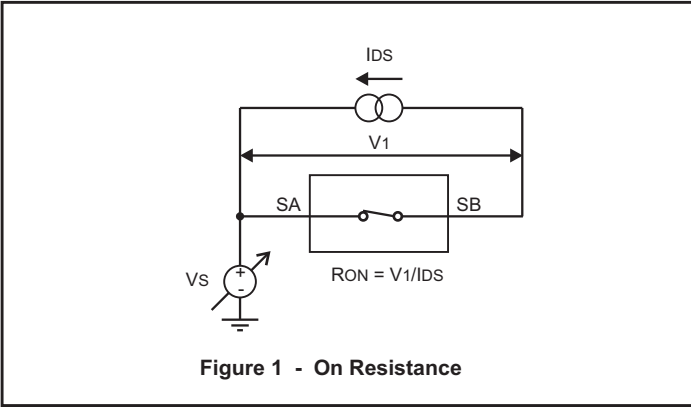 IDS
V1
SA SB
VS
+
-
RON = V1/IDS
Figure 1 - On Resistance